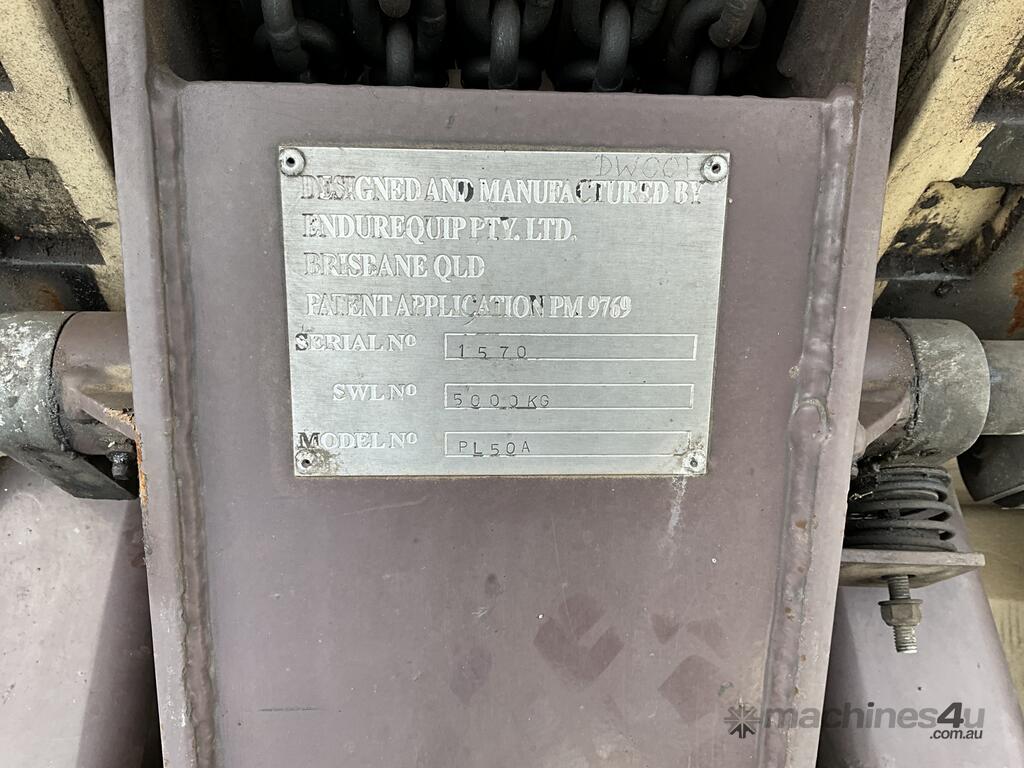 DWOO1
DESIGNED AND MANUFACTURED BY
ENDUREQUIP PTY. LTD.
BRISBANE QLD
PATENT APPLICATION PM 9769
SERIAL NO 1570
SWL NO 5000KG
MODEL NO PL50A
machines4u
.com.au